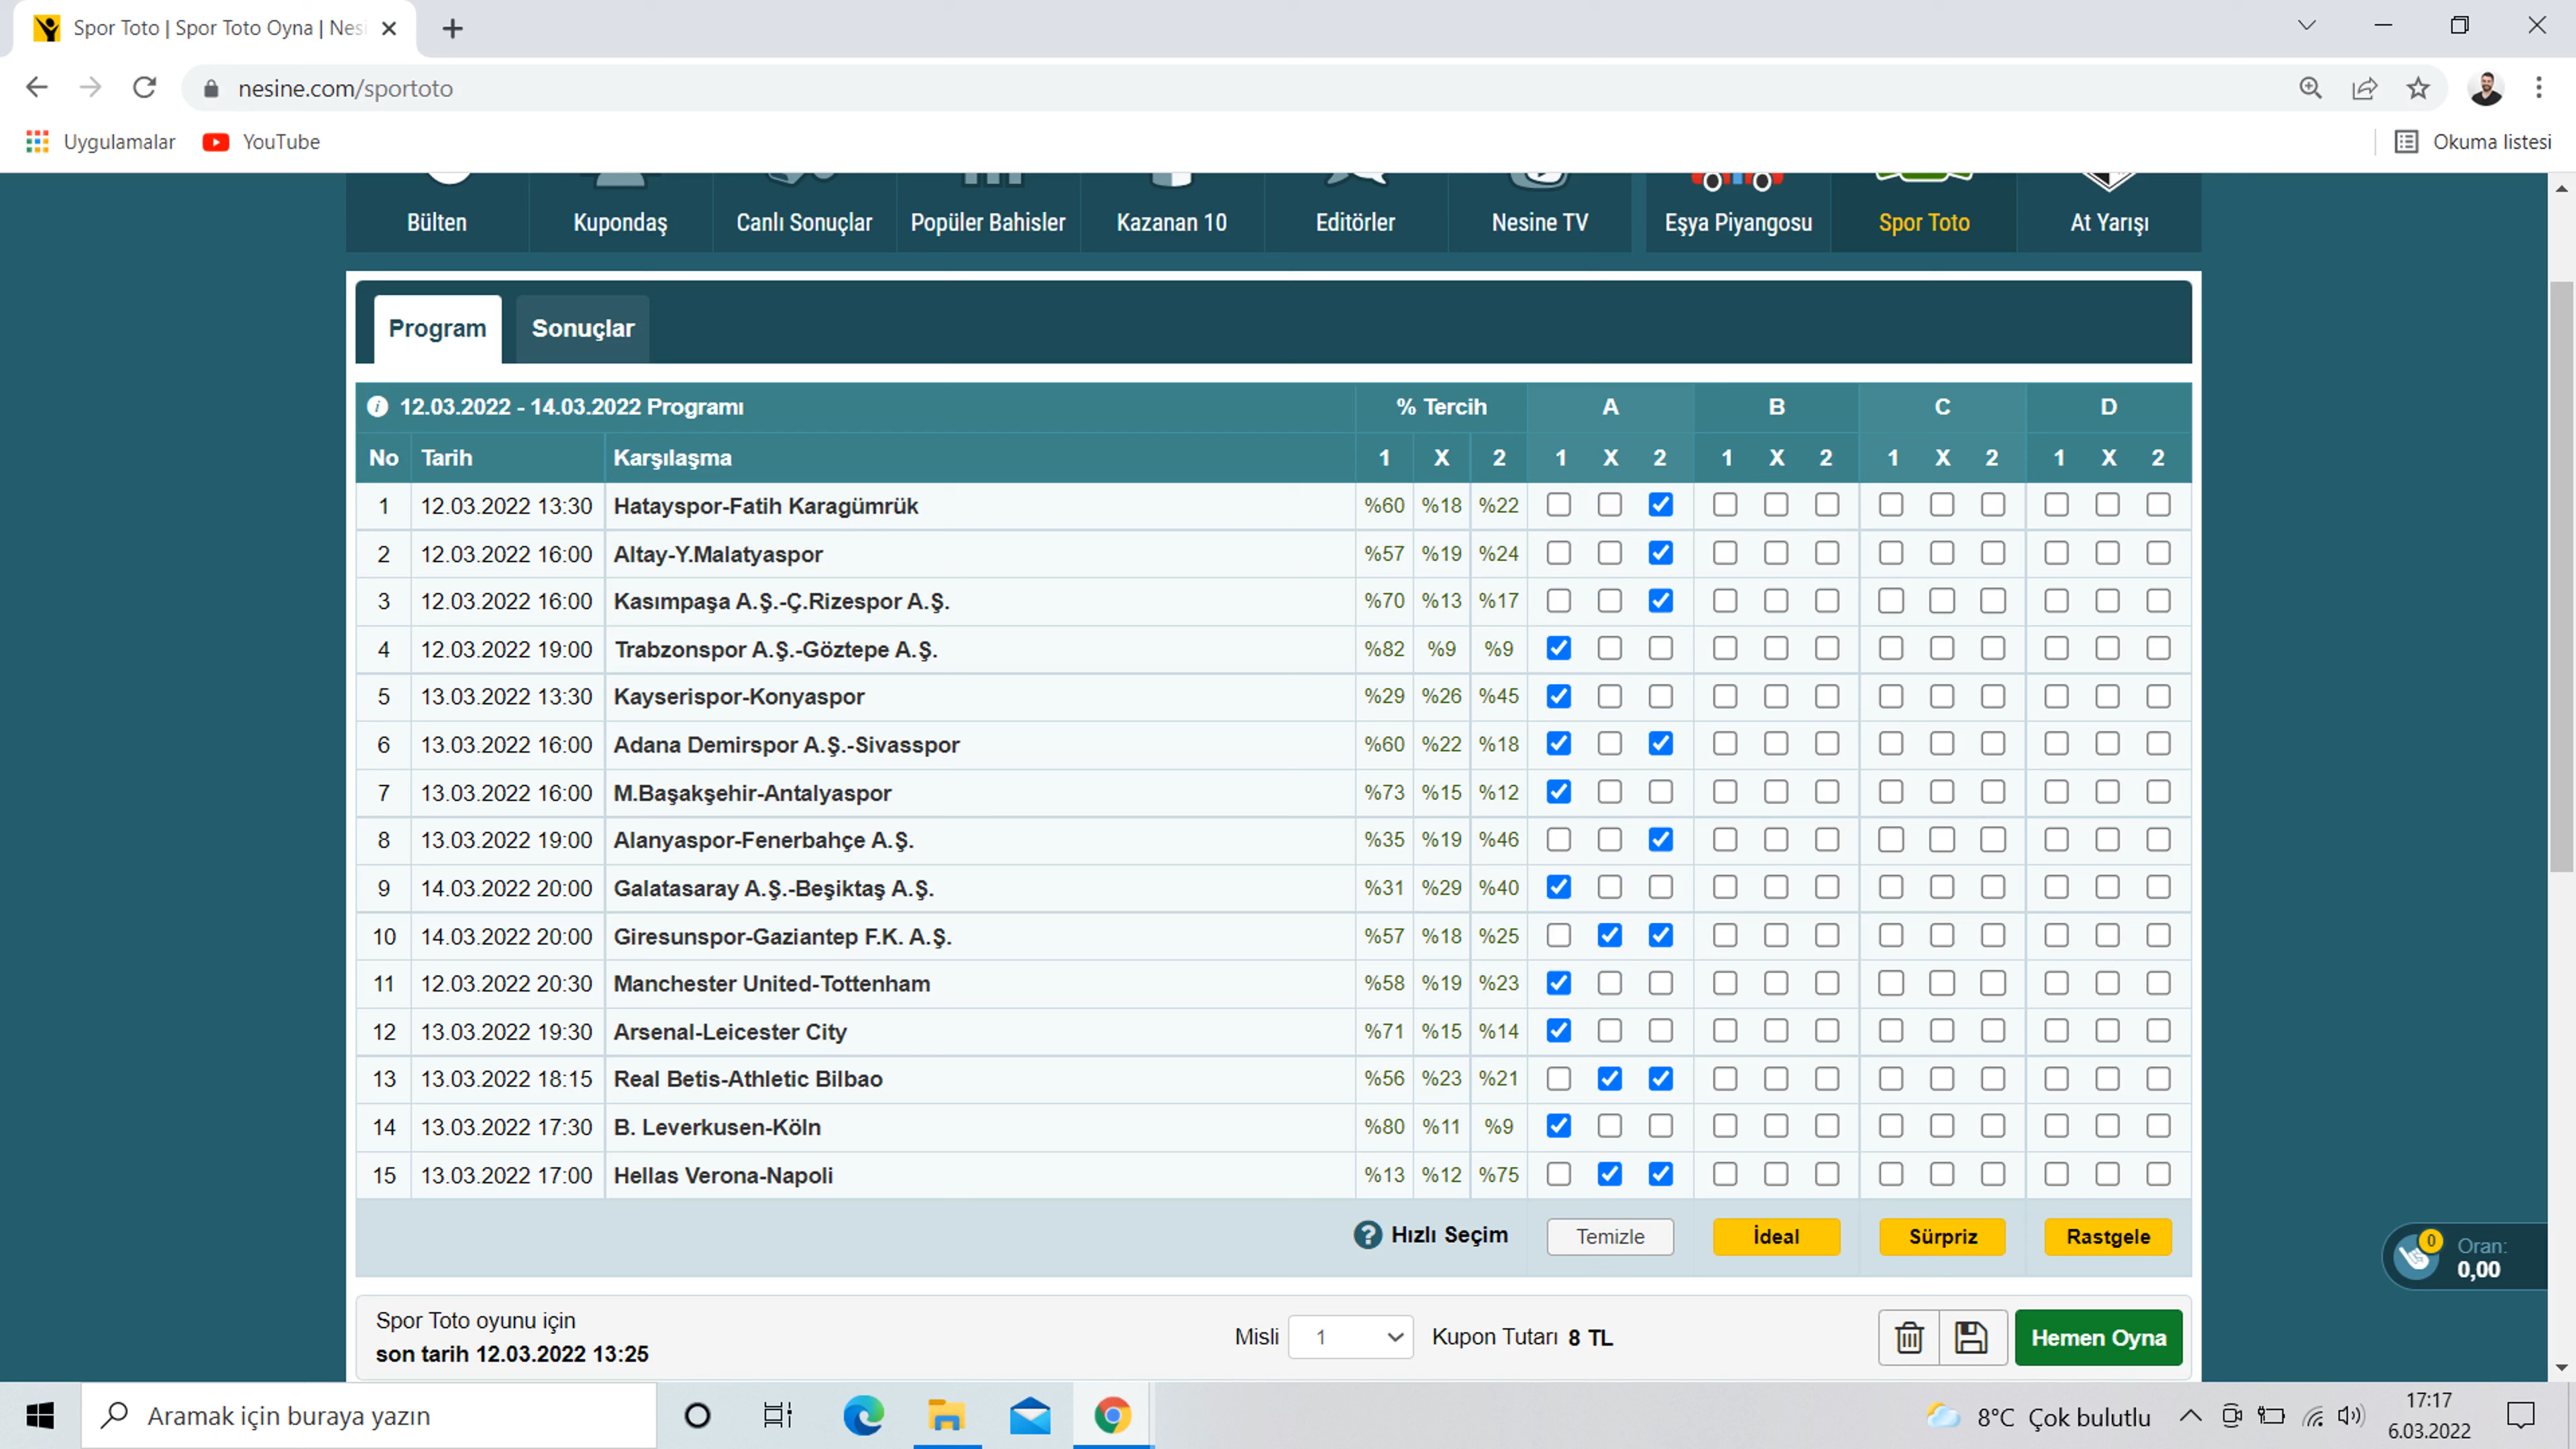 Spor Toto | Spor Toto Oyna | Nes
nesine.com/sportoto
Uygulamalar YouTube Okuma listesi
Bülten Kupondaş Canlı Sonuçlar Popüler Bahisler Kazanan 10 Editörler Nesine TV Eşya Piyangosu Spor Toto At Yarışı
Program Sonuçlar
12.03.2022 - 14.03.2022 Programı % Tercih A B C D
No Tarih Karşılaşma 1 X 2 1 X 2 1 X 2 1 X 2 1 X 2
1 12.03.2022 13:30 Hatayspor-Fatih Karagümrük %60 %18 %22
2 12.03.2022 16:00 Altay-Y.Malatyaspor %57 %19 %24
3 12.03.2022 16:00 Kasımpaşa A.Ş.-Ç.Rizespor A.Ş. %70 %13 %17
4 12.03.2022 19:00 Trabzonspor A.Ş.-Göztepe A.Ş. %82 %9 %9
5 13.03.2022 13:30 Kayserispor-Konyaspor %29 %26 %45
6 13.03.2022 16:00 Adana Demirspor A.Ş.-Sivasspor %60 %22 %18
7 13.03.2022 16:00 M.Başakşehir-Antalyaspor %73 %15 %12
8 13.03.2022 19:00 Alanyaspor-Fenerbahçe A.Ş. %35 %19 %46
9 14.03.2022 20:00 Galatasaray A.Ş.-Beşiktaş A.Ş. %31 %29 %40
10 14.03.2022 20:00 Giresunspor-Gaziantep F.K. A.Ş. %57 %18 %25
11 12.03.2022 20:30 Manchester United-Tottenham %58 %19 %23
12 13.03.2022 19:30 Arsenal-Leicester City %71 %15 %14
13 13.03.2022 18:15 Real Betis-Athletic Bilbao %56 %23 %21
14 13.03.2022 17:30 B. Leverkusen-Köln %80 %11 %9
15 13.03.2022 17:00 Hellas Verona-Napoli %13 %12 %75
? Hızlı Seçim Temizle İdeal Sürpriz Rastgele
0 Oran:
0,00
Spor Toto oyunu için
son tarih 12.03.2022 13:25
Misli 1 Kupon Tutarı 8 TL Hemen Oyna
Aramak için buraya yazın
8°C Çok bulutlu
17:17
6.03.2022